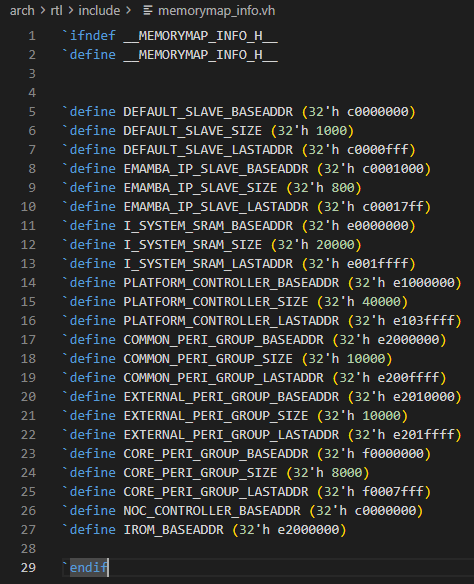 arch > rtl > include > memorymap_info.vh
1 `ifndef __MEMORYMAP_INFO_H__
2 `define __MEMORYMAP_INFO_H__
3
4
5 `define DEFAULT_SLAVE_BASEADDR (32'h c0000000)
6 `define DEFAULT_SLAVE_SIZE (32'h 1000)
7 `define DEFAULT_SLAVE_LASTADDR (32'h c0000fff)
8 `define EMAMBA_IP_SLAVE_BASEADDR (32'h c0001000)
9 `define EMAMBA_IP_SLAVE_SIZE (32'h 800)
10 `define EMAMBA_IP_SLAVE_LASTADDR (32'h c00017ff)
11 `define I_SYSTEM_SRAM_BASEADDR (32'h e0000000)
12 `define I_SYSTEM_SRAM_SIZE (32'h 20000)
13 `define I_SYSTEM_SRAM_LASTADDR (32'h e001ffff)
14 `define PLATFORM_CONTROLLER_BASEADDR (32'h e1000000)
15 `define PLATFORM_CONTROLLER_SIZE (32'h 40000)
16 `define PLATFORM_CONTROLLER_LASTADDR (32'h e103ffff)
17 `define COMMON_PERI_GROUP_BASEADDR (32'h e2000000)
18 `define COMMON_PERI_GROUP_SIZE (32'h 10000)
19 `define COMMON_PERI_GROUP_LASTADDR (32'h e200ffff)
20 `define EXTERNAL_PERI_GROUP_BASEADDR (32'h e2010000)
21 `define EXTERNAL_PERI_GROUP_SIZE (32'h 10000)
22 `define EXTERNAL_PERI_GROUP_LASTADDR (32'h e201ffff)
23 `define CORE_PERI_GROUP_BASEADDR (32'h f0000000)
24 `define CORE_PERI_GROUP_SIZE (32'h 8000)
25 `define CORE_PERI_GROUP_LASTADDR (32'h f0007fff)
26 `define NOC_CONTROLLER_BASEADDR (32'h c0000000)
27 `define IROM_BASEADDR (32'h e2000000)
28
29 `endif